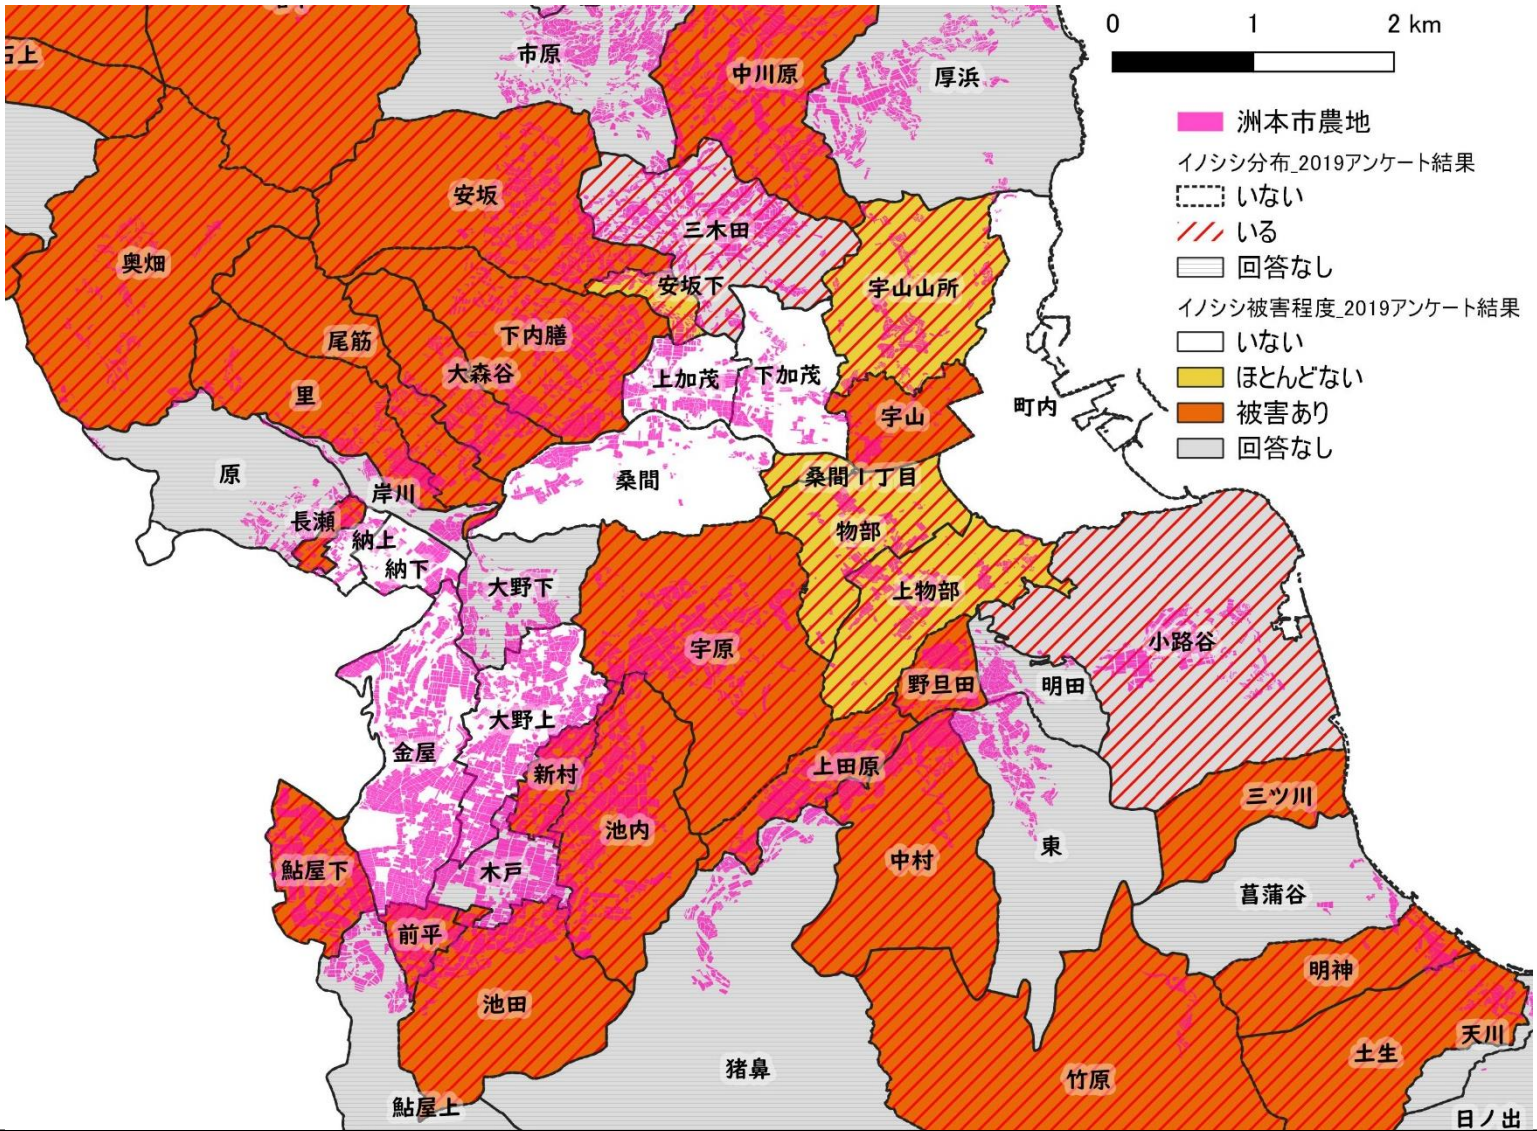 0 1 2 km
洲本市農地
イノシシ分布_2019アンケート結果
いない
いる
回答なし
イノシシ被害程度_2019アンケート結果
いない
ほとんどない
被害あり
回答なし
石上
市原
中川原
厚浜
安坂
三木田
奥畑
安坂下
宇山山所
尾筋
下内膳
大森谷
上加茂
下加茂
里
宇山
町内
原
岸川
桑間
桑間1丁目
長瀬
納上
物部
納下
大野下
上物部
宇原
小路谷
野旦田
明田
大野上
金屋
新村
上田原
三ツ川
池内
東
鮎屋下
木戸
中村
菖蒲谷
前平
明神
池田
天川
土生
猪鼻
竹原
鮎屋上
日ノ出